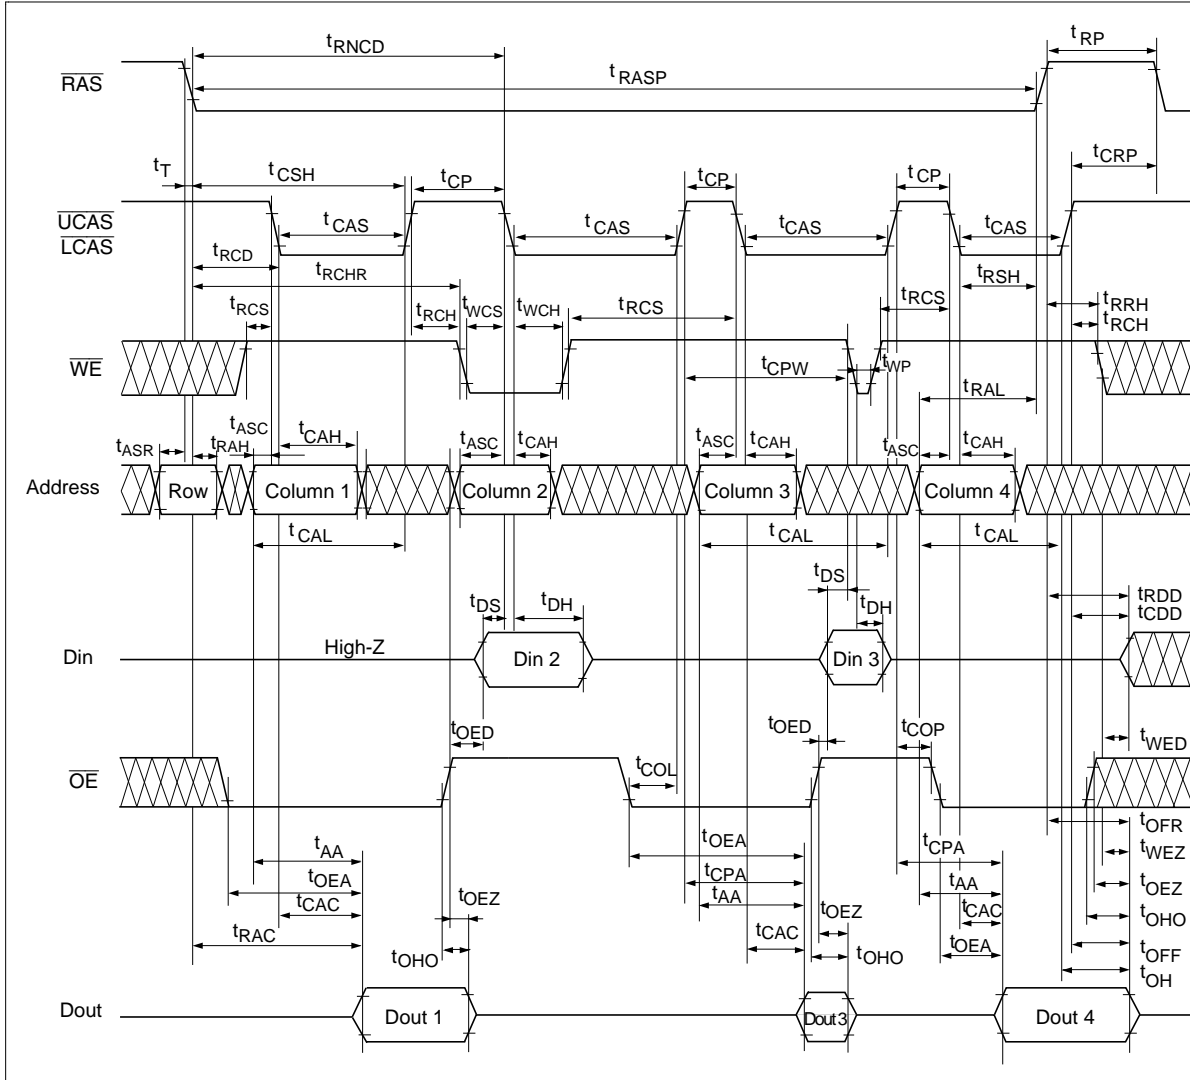 tRNCD
tRP
RAS
tRASP
tT
tCSH
tCP
tCP
tCP
tCRP
UCAS
LCAS
tCAS
tCAS
tCAS
tCAS
tRCD
tRCHR
tRSH
tRCS
tRCH
tWCS
tWCH
tRCS
tRCS
tRRH
tRCH
WE
tCPW
tWP
tRAL
tASR
tRAH
tASC
tCAH
tASC
tCAH
tASC
tCAH
tASC
tCAH
Address
Row
Column 1
Column 2
Column 3
Column 4
tCAL
tCAL
tCAL
tDS
tDH
tDS
tDH
tRDD
tCDD
Din
High-Z
Din 2
Din 3
tOED
tOED
tCOP
tWED
OE
tCOL
tOFR
tAA
tOEA
tCPA
tWEZ
tOEA
tCPA
tAA
tOEZ
tCAC
tOEZ
tAA
tOEZ
tCAC
tOHO
tRAC
tCAC
tOEA
tOHO
tOHO
tOFF
tOH
Dout
Dout 1
Dout 3
Dout 4